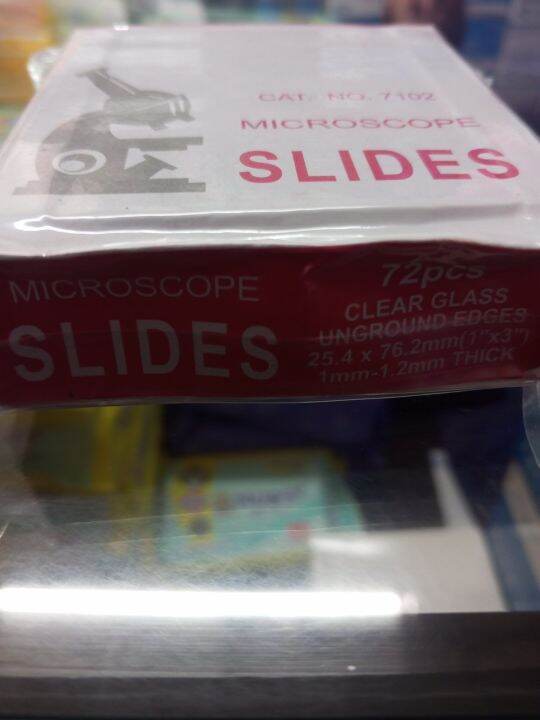 CAT. NO. 7102
MICROSCOPE
SLIDES
MICROSCOPE
SLIDES
72pcs
CLEAR GLASS
UNGROUND EDGES
25.4 x 76.2mm(1"x3")
1mm-1.2mm THICK